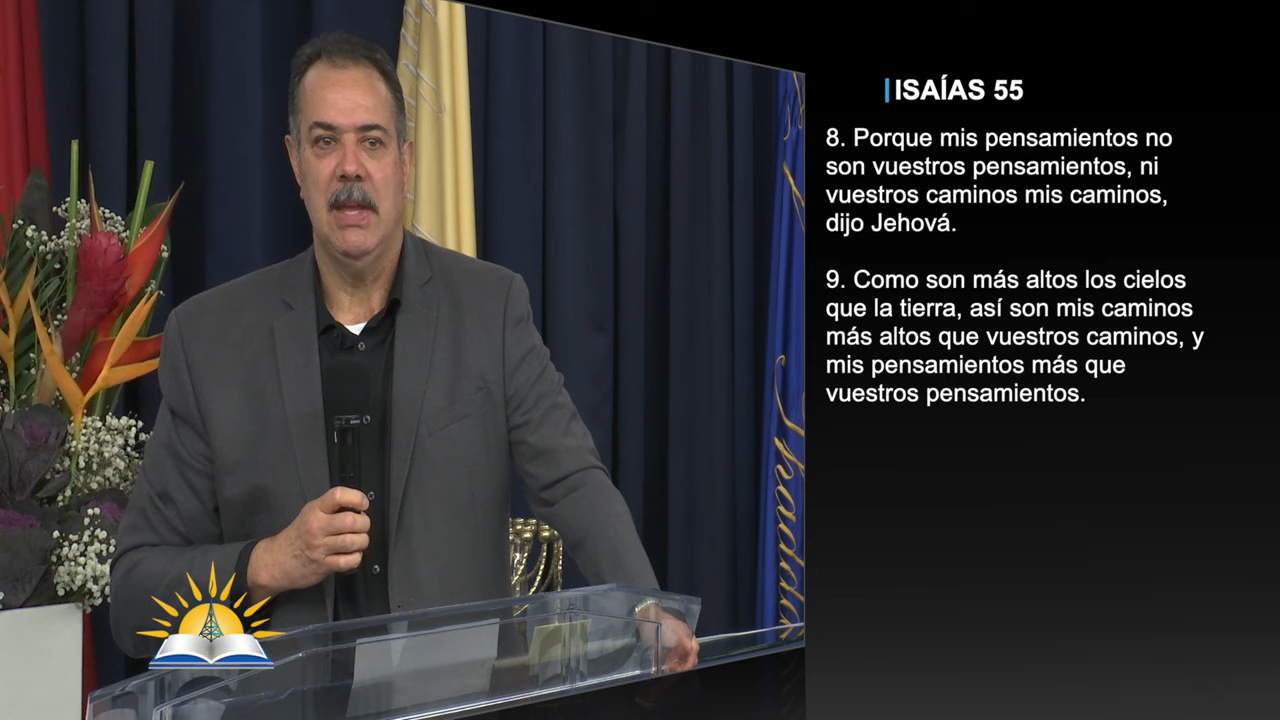 ISAÍAS 55
8. Porque mis pensamientos no
son vuestros pensamientos, ni
vuestros caminos mis caminos,
dijo Jehová.
9. Como son más altos los cielos
que la tierra, así son mis caminos
más altos que vuestros caminos, y
mis pensamientos más que
vuestros pensamientos.